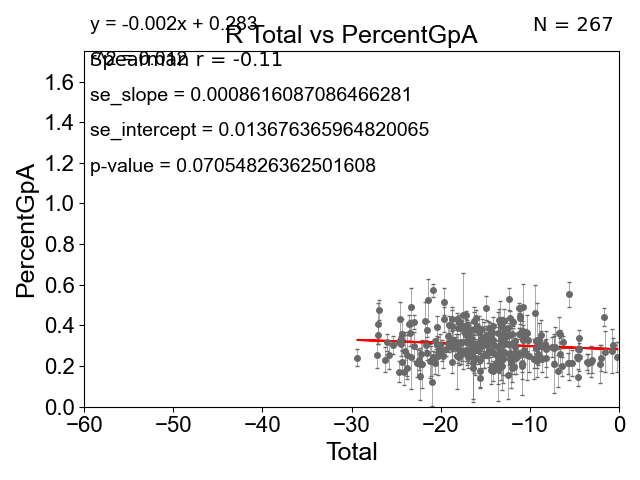 y = -0.002x + 0.283
N = 267
R Total vs PercentGpA
Spearman r = -0.11
se_slope = 0.0008616087086466281
se_intercept = 0.013676365964820065
p-value = 0.07054826362501608
PercentGpA
1.6
1.4
1.2
1.0
0.8
0.6
0.4
0.2
0.0
−60
−50
−40
−30
−20
−10
0
Total